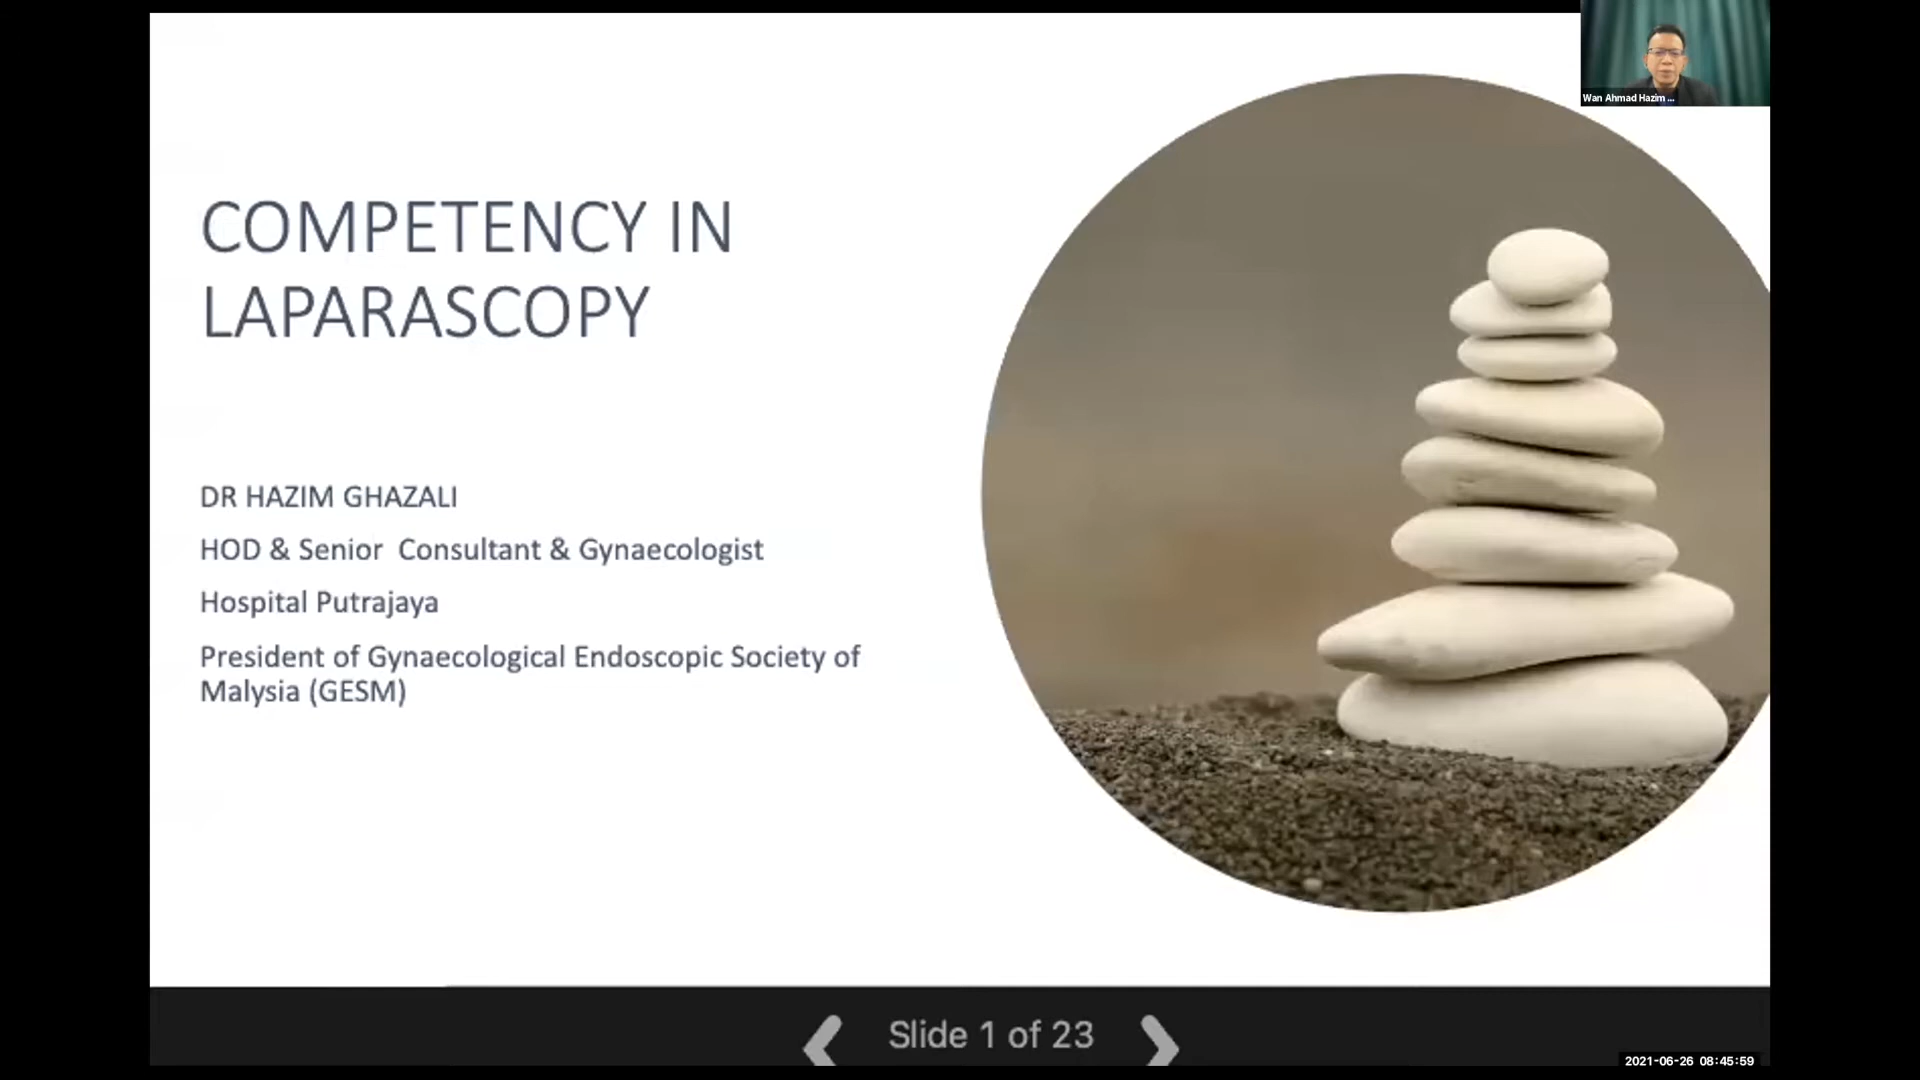 Wan Ahmad Hazim ...
COMPETENCY IN
LAPARASCOPY
DR HAZIM GHAZALI
HOD & Senior  Consultant & Gynaecologist
Hospital Putrajaya
President of Gynaecological Endoscopic Society of
Malysia (GESM)
Slide 1 of 23
2021-06-26 08:45:59